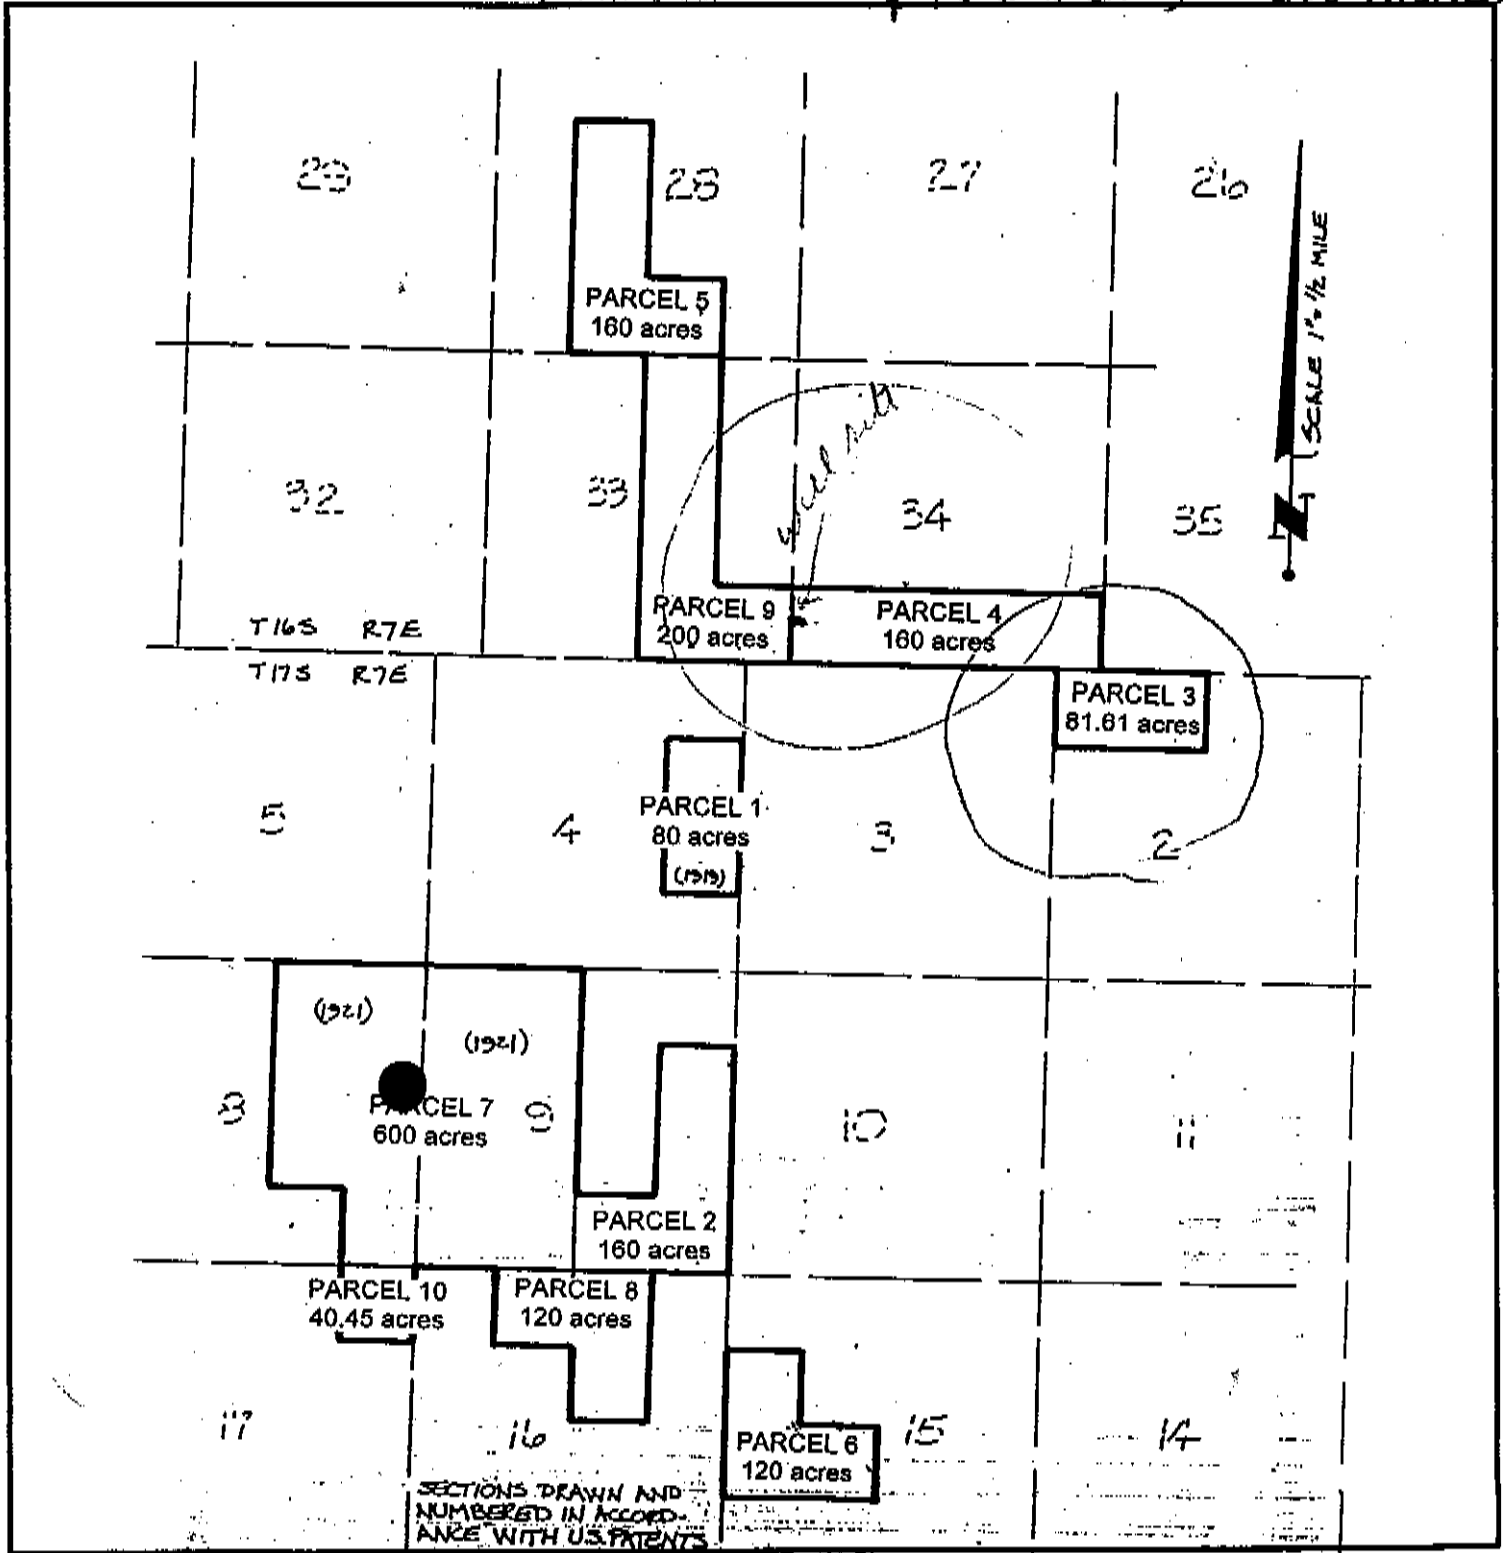 29
28
27
26
SCALE 1" = 1/2 MILE
PARCEL 5
160 acres
32
33
34
35
N
T16S R7E
PARCEL 9
200 acres
PARCEL 4
160 acres
T17S R7E
PARCEL 3
81.61 acres
5
4
PARCEL 1
80 acres
3
2
(1921)
(1921)
8
PARCEL 7
600 acres
9
10
11
PARCEL 2
160 acres
PARCEL 10
40.45 acres
PARCEL 8
120 acres
17
16
PARCEL 6
120 acres
15
14
SECTIONS DRAWN AND
NUMBERED IN ACCORD-
ANCE WITH U.S. PATENTS